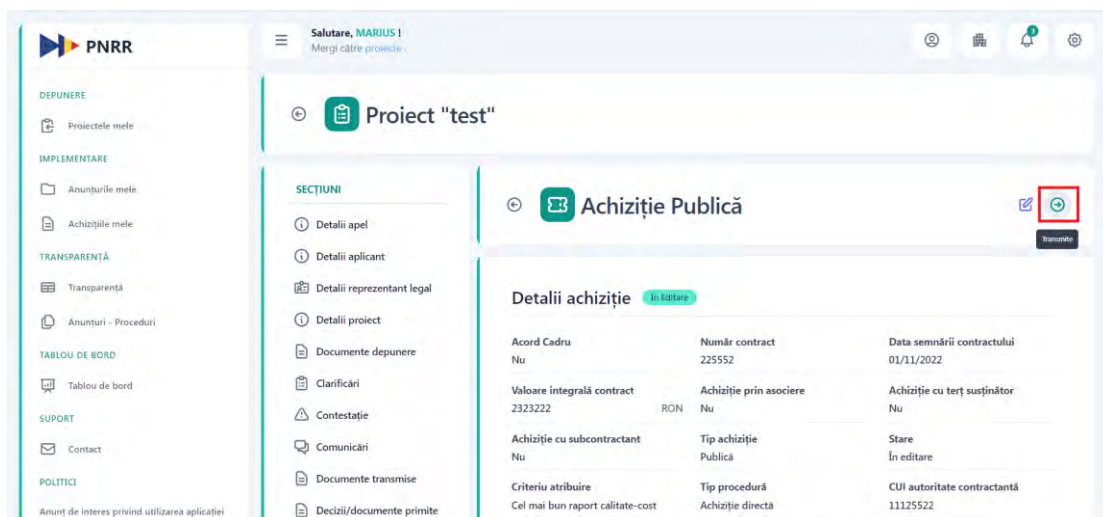 PNRR
Salutare, MARIUS !
Mergi către proiecte .
3
DEPUNERE
Proiectele mele
IMPLEMENTARE
Anunțurile mele
Achizițiile mele
TRANSPARENȚĂ
Transparență
Anunțuri - Proceduri
TABLOU DE BORD
Tablou de bord
SUPORT
Contact
POLITICI
Anunț de interes privind utilizarea aplicației
Proiect "test"
SECȚIUNI
Detalii apel
Detalii aplicant
Detalii reprezentant legal
Detalii proiect
Documente depunere
Clarificări
Contestație
Comunicări
Documente transmise
Decizii/documente primite
Achiziție Publică
Transmite
Detalii achiziție În Editare
Acord Cadru Număr contract Data semnării contractului
Nu 225552 01/11/2022
Valoare integrală contract Achiziție prin asociere Achiziție cu terț susținător
2323222 RON Nu Nu
Achiziție cu subcontractant Tip achiziție Stare
Nu Publică În editare
Criteriu atribuire Tip procedură CUI autoritate contractantă
Cel mai bun raport calitate-cost Achiziție directă 11125522